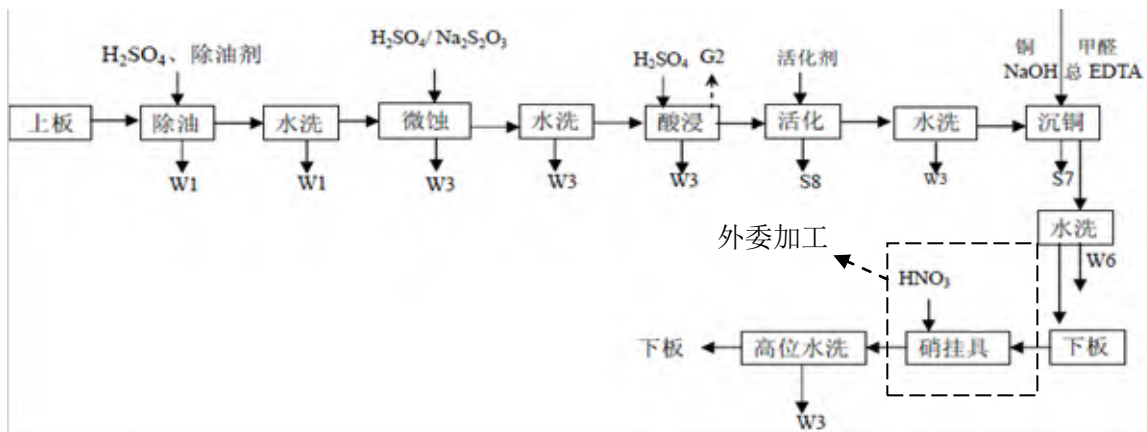 H₂SO₄、除油剂
H₂SO₄/ Na₂S₂O₃
H₂SO₄ G2
活化剂
铜 甲醛
NaOH 总 EDTA
上板 除油 水洗 微蚀 水洗 酸浸 活化 水洗 沉铜
W1 W1 W3 W3 W3 S8 W3 S7
水洗
W6
外委加工
HNO₃
下板 高位水洗 硝挂具 下板
W3